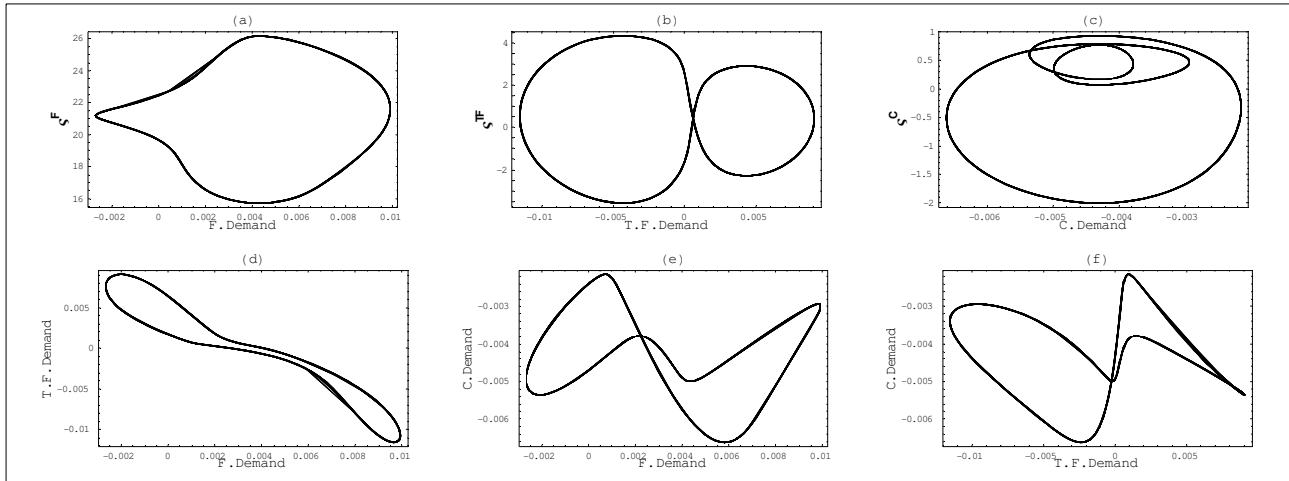 (a)
26
24
22
20
18
16
ςF
-0.002 0 0.002 0.004 0.006 0.008 0.01
F.Demand
(b)
4
2
0
-2
ςTF
-0.01 -0.005 0 0.005
T.F.Demand
(c)
1
0.5
0
-0.5
-1
-1.5
-2
ςC
-0.006 -0.005 -0.004 -0.003
C.Demand
(d)
0.005
0
-0.005
-0.01
T.F.Demand
-0.002 0 0.002 0.004 0.006 0.008 0.01
F.Demand
(e)
-0.003
-0.004
-0.005
-0.006
C.Demand
-0.002 0 0.002 0.004 0.006 0.008 0.01
F.Demand
(f)
-0.003
-0.004
-0.005
-0.006
C.Demand
-0.01 -0.005 0 0.005
T.F.Demand